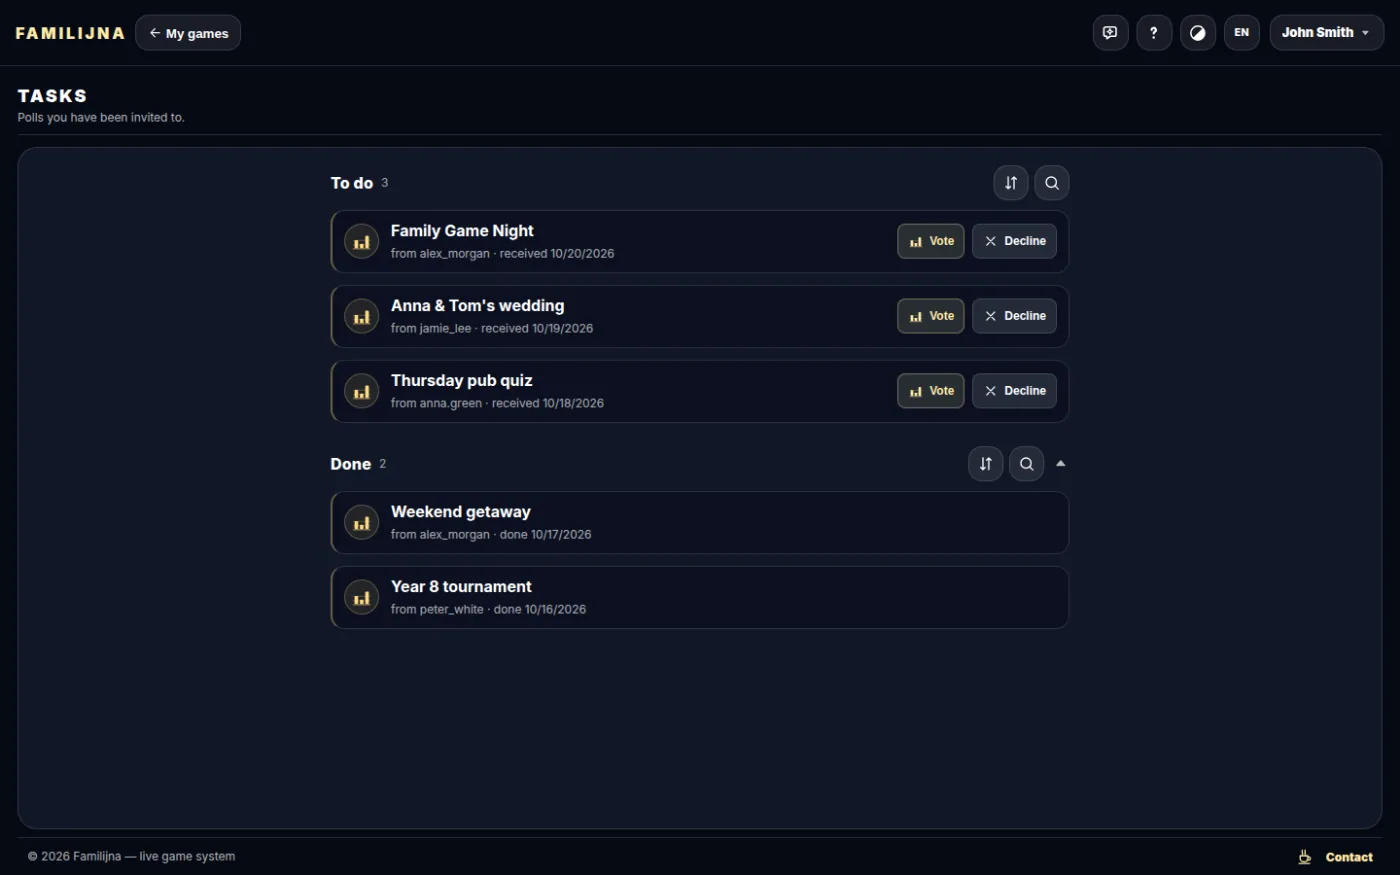 FAMILIJNA
← My games
?
EN
John Smith
TASKS
Polls you have been invited to.
To do 3
Family Game Night
from alex_morgan · received 10/20/2026
Vote
Decline
Anna & Tom's wedding
from jamie_lee · received 10/19/2026
Vote
Decline
Thursday pub quiz
from anna.green · received 10/18/2026
Vote
Decline
Done 2
Weekend getaway
from alex_morgan · done 10/17/2026
Year 8 tournament
from peter_white · done 10/16/2026
© 2026 Familijna — live game system
Contact